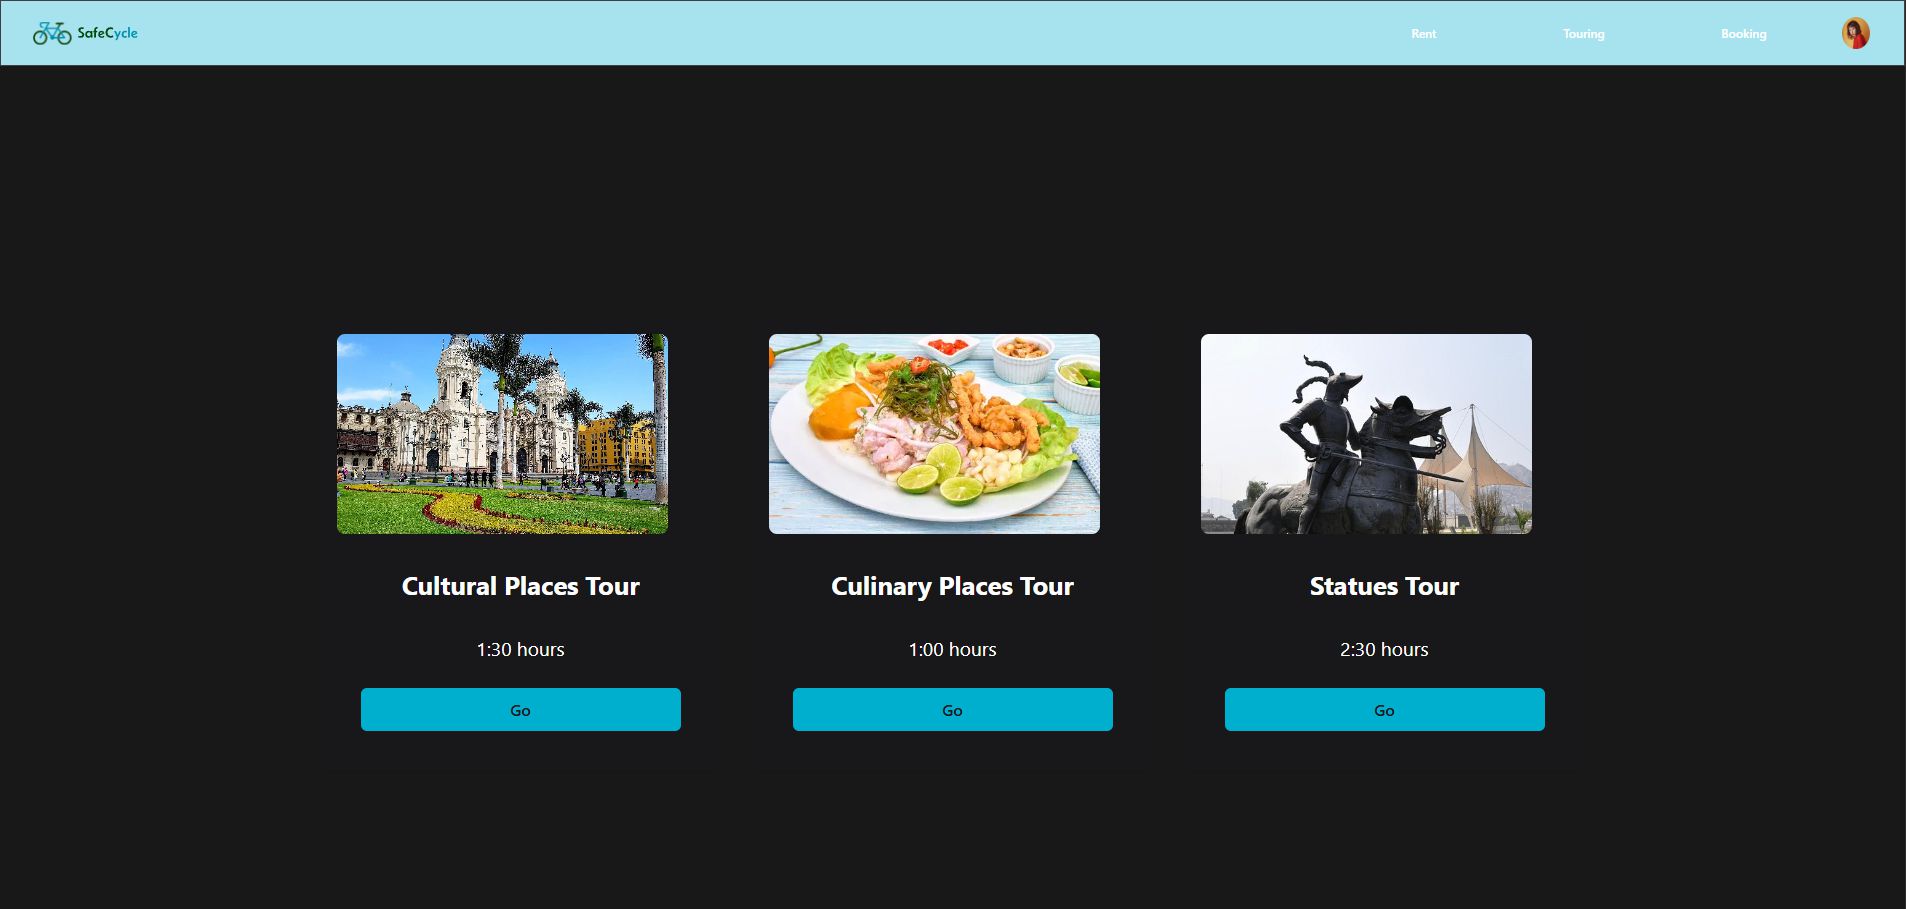 SafeCycle
Rent
Touring
Booking
Cultural Places Tour
1:30 hours
Go
Culinary Places Tour
1:00 hours
Go
Statues Tour
2:30 hours
Go